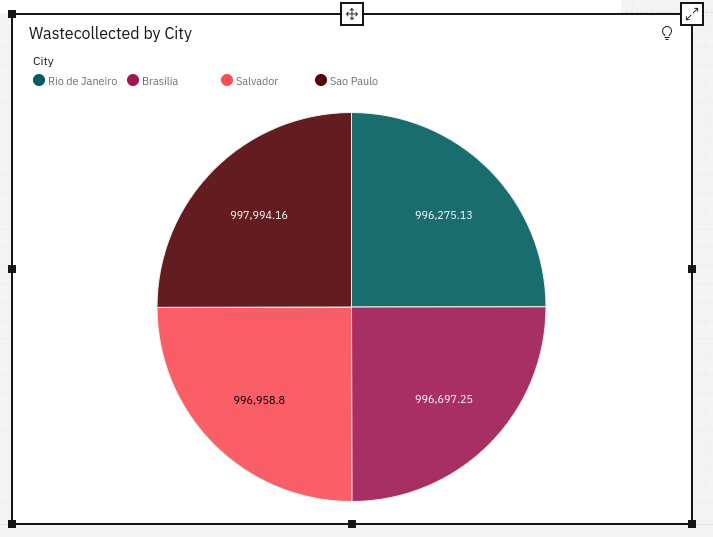 Wastecollected by City
City
Rio de Janeiro Brasilia Salvador Sao Paulo
997,994.16 996,275.13
996,958.8 996,697.25